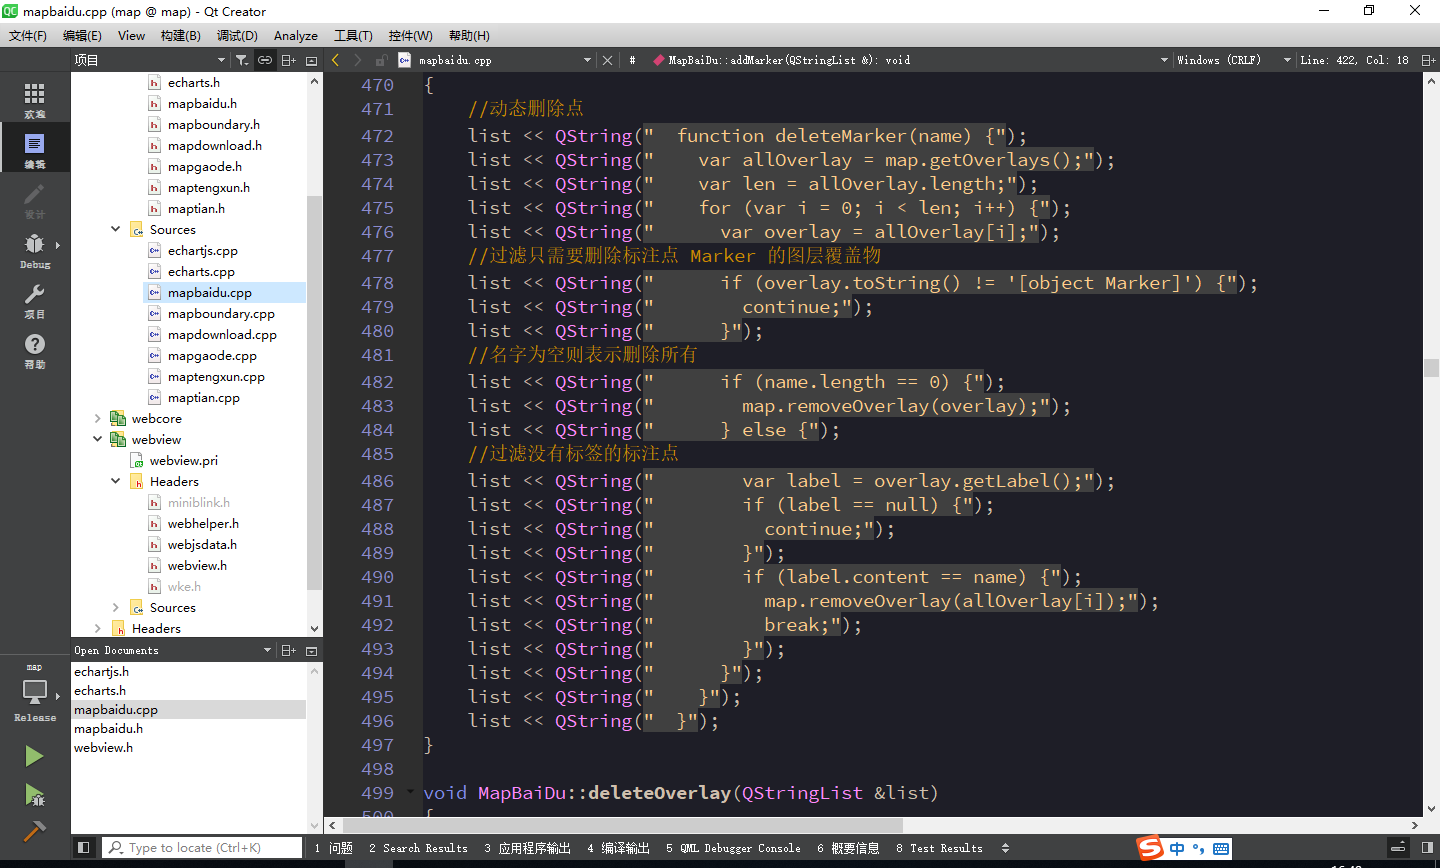 mapbaidu.cpp (map @ map) - Qt Creator
文件(F) 编辑(E) View 构建(B) 调试(D) Analyze 工具(T) 控件(W) 帮助(H)
项目
mapbaidu.cpp
# MapBaiDu::addMarker(QStringList &): void
Windows (CRLF)
Line: 422, Col: 18
欢迎
编辑
设计
Debug
项目
帮助
map
Release
echarts.h
mapbaidu.h
mapboundary.h
mapdownload.h
mapgaode.h
maptengxun.h
maptian.h
Sources
echartjs.cpp
echarts.cpp
mapbaidu.cpp
mapboundary.cpp
mapdownload.cpp
mapgaode.cpp
maptengxun.cpp
maptian.cpp
webcore
webview
webview.pri
Headers
miniblink.h
webhelper.h
webjsdata.h
webview.h
wke.h
Sources
Headers
Open Documents
echartjs.h
echarts.h
mapbaidu.cpp
mapbaidu.h
webview.h
470 {
471 //动态删除点
472 list << QString("  function deleteMarker(name) {");
473 list << QString("    var allOverlay = map.getOverlays();");
474 list << QString("    var len = allOverlay.length;");
475 list << QString("    for (var i = 0; i < len; i++) {");
476 list << QString("      var overlay = allOverlay[i];");
477 //过滤只需要删除标注点 Marker 的图层覆盖物
478 list << QString("      if (overlay.toString() != '[object Marker]') {");
479 list << QString("        continue;");
480 list << QString("      }");
481 //名字为空则表示删除所有
482 list << QString("      if (name.length == 0) {");
483 list << QString("        map.removeOverlay(overlay);");
484 list << QString("      } else {");
485 //过滤没有标签的标注点
486 list << QString("        var label = overlay.getLabel();");
487 list << QString("        if (label == null) {");
488 list << QString("          continue;");
489 list << QString("        }");
490 list << QString("        if (label.content == name) {");
491 list << QString("          map.removeOverlay(allOverlay[i]);");
492 list << QString("          break;");
493 list << QString("        }");
494 list << QString("      }");
495 list << QString("    }");
496 list << QString("  }");
497 }
498
499 void MapBaiDu::deleteOverlay(QStringList &list)
500 {
Type to locate (Ctrl+K)
1 问题 2 Search Results 3 应用程序输出 4 编译输出 5 QML Debugger Console 6 概要信息 8 Test Results
S 中